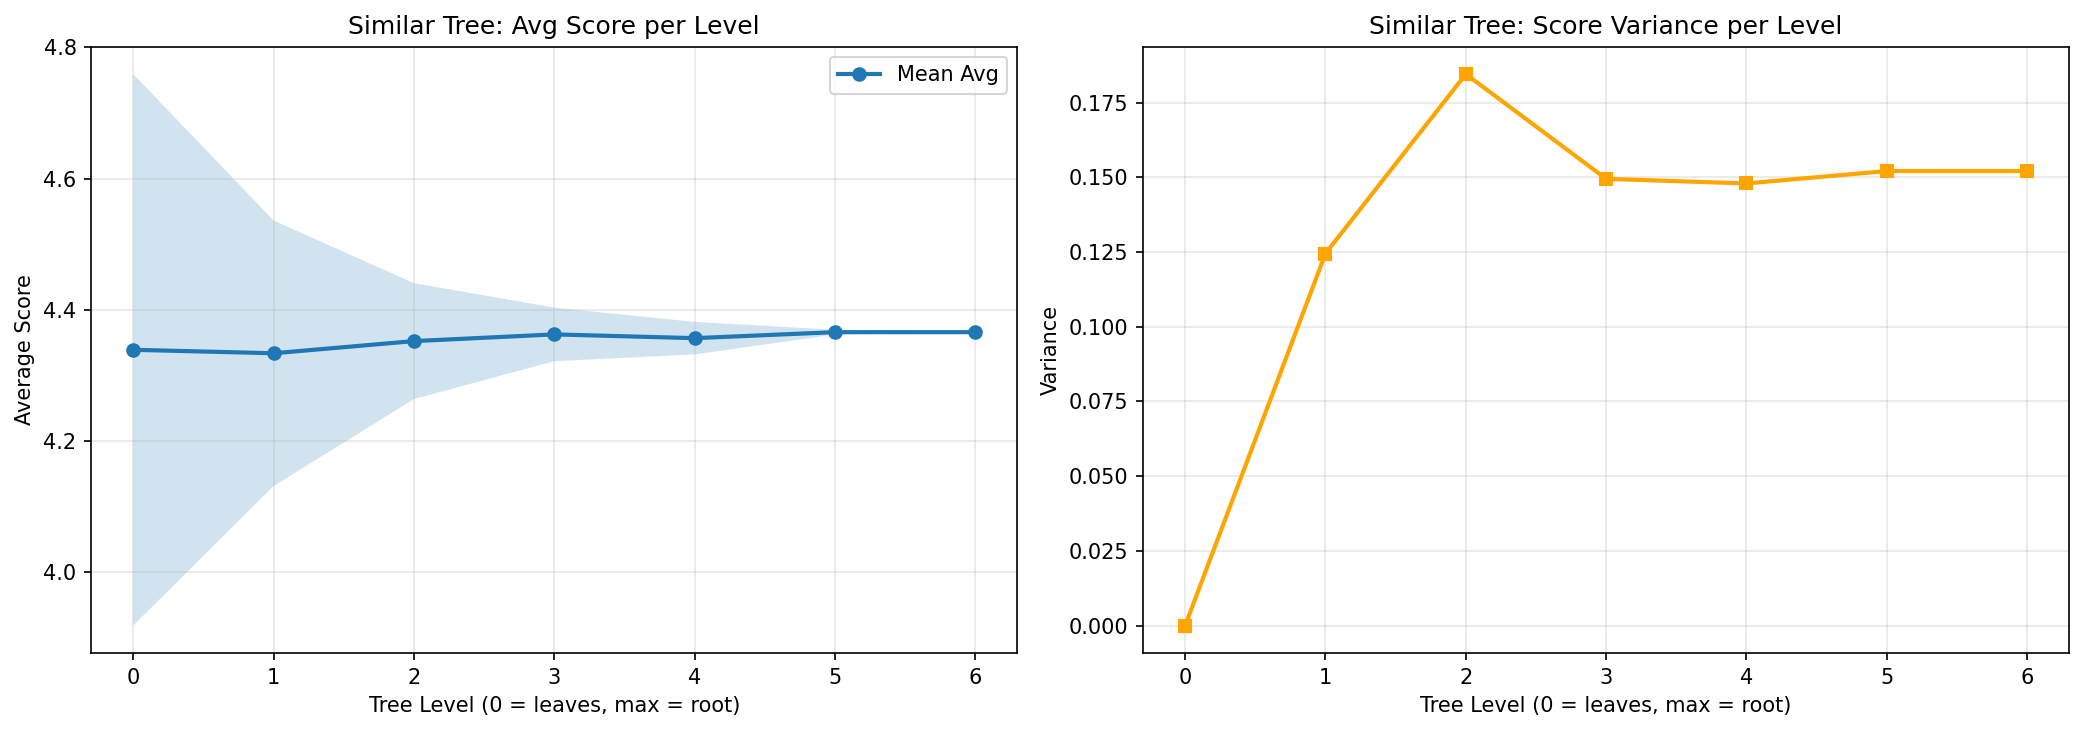 Similar Tree: Avg Score per Level
4.8
4.6
4.4
4.2
4.0
Average Score
Mean Avg
0 1 2 3 4 5 6
Tree Level (0 = leaves, max = root)
Similar Tree: Score Variance per Level
0.175
0.150
0.125
0.100
0.075
0.050
0.025
0.000
Variance
0 1 2 3 4 5 6
Tree Level (0 = leaves, max = root)